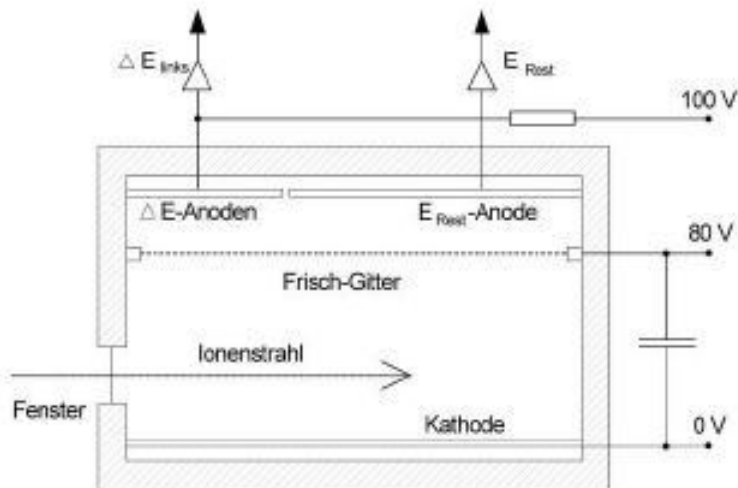 △ E links
E Rest
100 V
△ E-Anoden
E Rest-Anode
80 V
Frisch-Gitter
Ionenstrahl
Fenster
Kathode
0 V